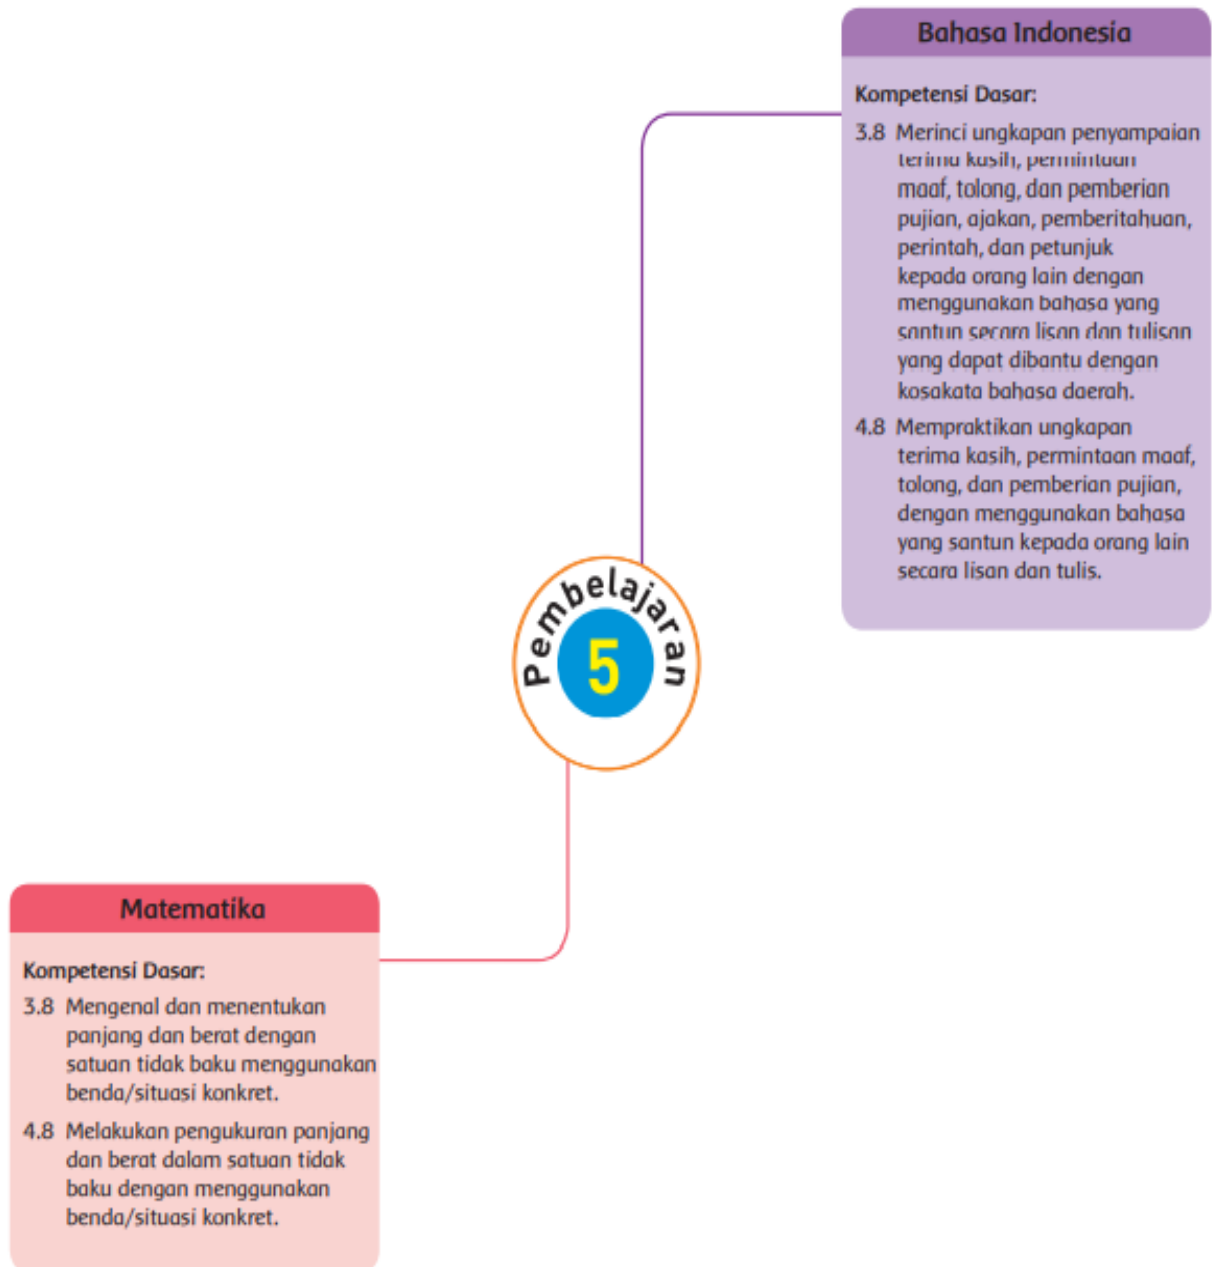 Bahasa Indonesia
Kompetensi Dasar:
3.8 Merinci ungkapan penyampaian
terima kasih, permintaan
maaf, tolong, dan pemberian
pujian, ajakan, pemberitahuan,
perintah, dan petunjuk
kepada orang lain dengan
menggunakan bahasa yang
santun secara lisan dan tulisan
yang dapat dibantu dengan
kosakata bahasa daerah.
4.8 Mempraktikan ungkapan
terima kasih, permintaan maaf,
tolong, dan pemberian pujian,
dengan menggunakan bahasa
yang santun kepada orang lain
secara lisan dan tulis.
Pembelajaran
5
Matematika
Kompetensi Dasar:
3.8 Mengenal dan menentukan
panjang dan berat dengan
satuan tidak baku menggunakan
benda/situasi konkret.
4.8 Melakukan pengukuran panjang
dan berat dalam satuan tidak
baku dengan menggunakan
benda/situasi konkret.